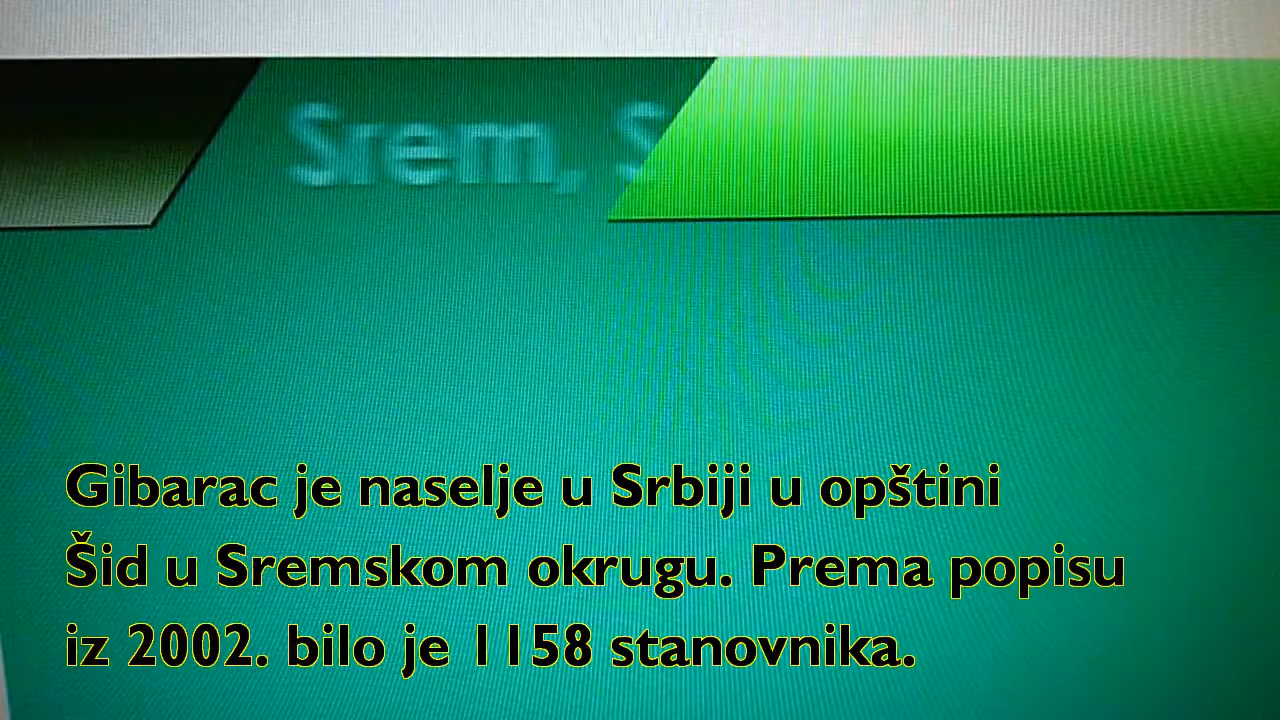 Srem,
Gibarac je naselje u Srbiji u opštini
Šid u Sremskom okrugu. Prema popisu
iz 2002. bilo je 1158 stanovnika.